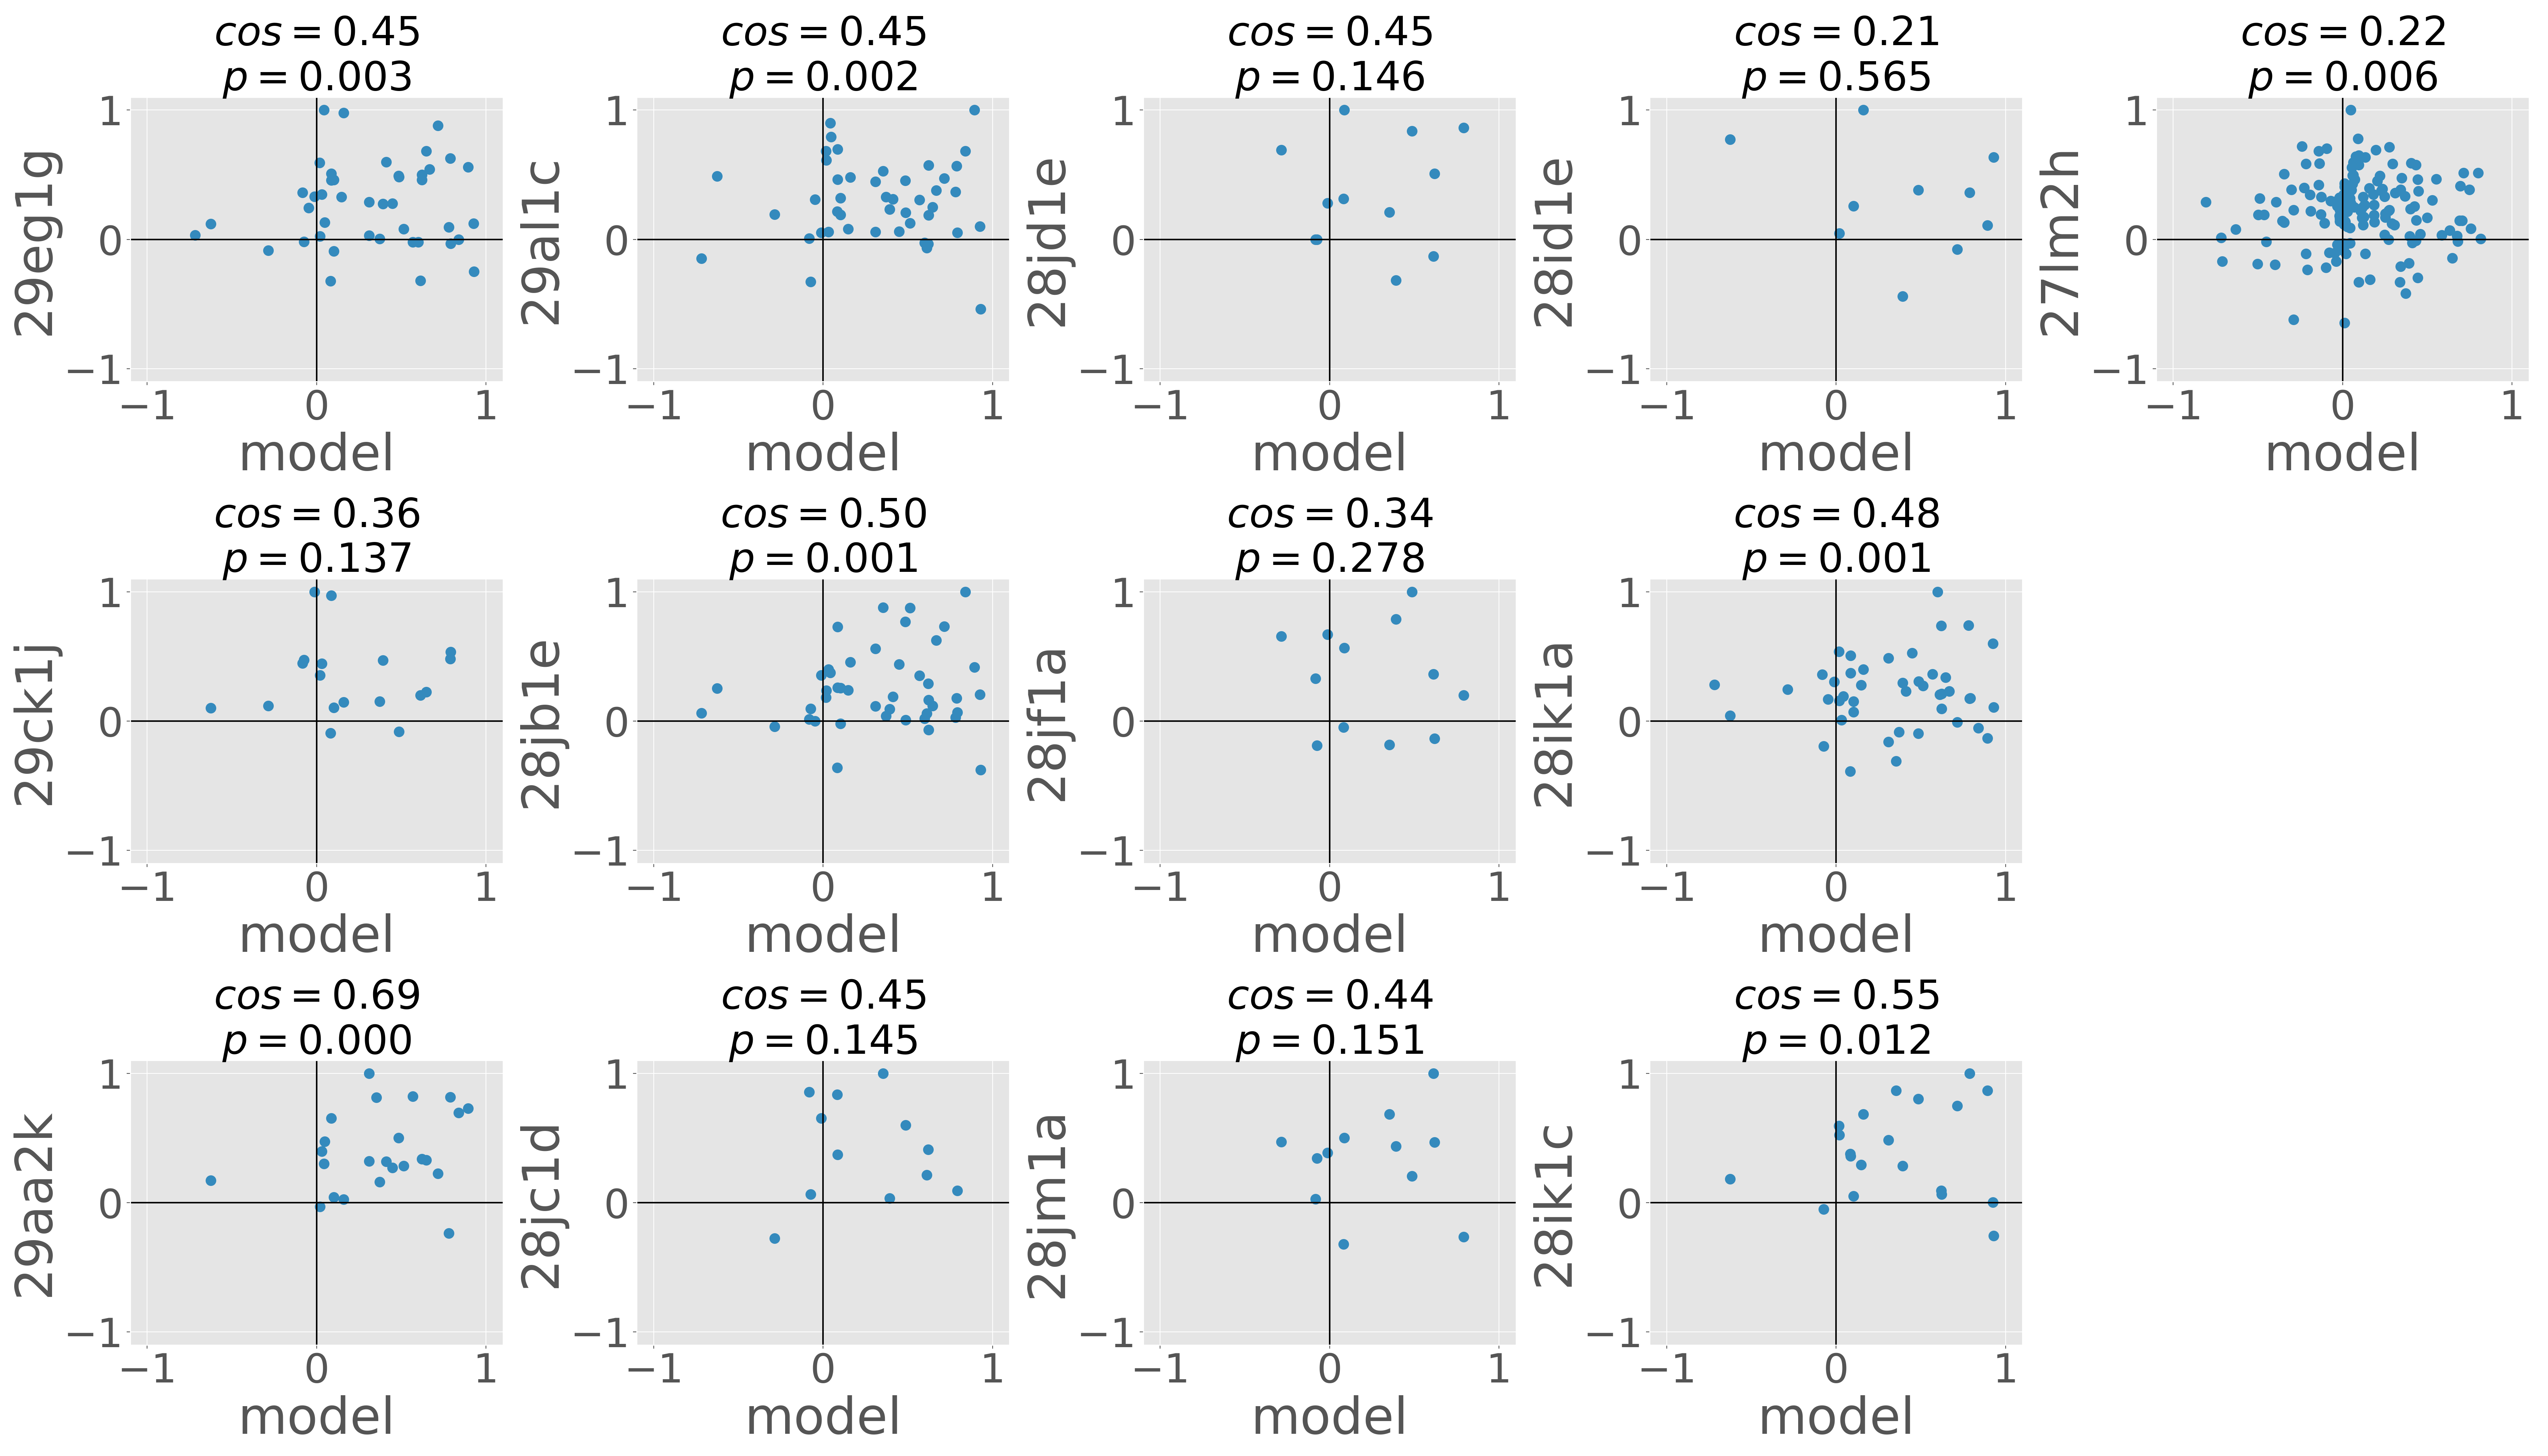 cos = 0.45
p = 0.003
1
0
−1
29eg1g
−1 0 1
model
cos = 0.45
p = 0.002
1
0
−1
29al1c
−1 0 1
model
cos = 0.45
p = 0.146
1
0
−1
28jd1e
−1 0 1
model
cos = 0.21
p = 0.565
1
0
−1
28id1e
−1 0 1
model
cos = 0.22
p = 0.006
1
0
−1
27lm2h
−1 0 1
model
cos = 0.36
p = 0.137
1
0
−1
29ck1j
−1 0 1
model
cos = 0.50
p = 0.001
1
0
−1
28jb1e
−1 0 1
model
cos = 0.34
p = 0.278
1
0
−1
28jf1a
−1 0 1
model
cos = 0.48
p = 0.001
1
0
−1
28ik1a
−1 0 1
model
cos = 0.69
p = 0.000
1
0
−1
29aa2k
−1 0 1
model
cos = 0.45
p = 0.145
1
0
−1
28jc1d
−1 0 1
model
cos = 0.44
p = 0.151
1
0
−1
28jm1a
−1 0 1
model
cos = 0.55
p = 0.012
1
0
−1
28ik1c
−1 0 1
model